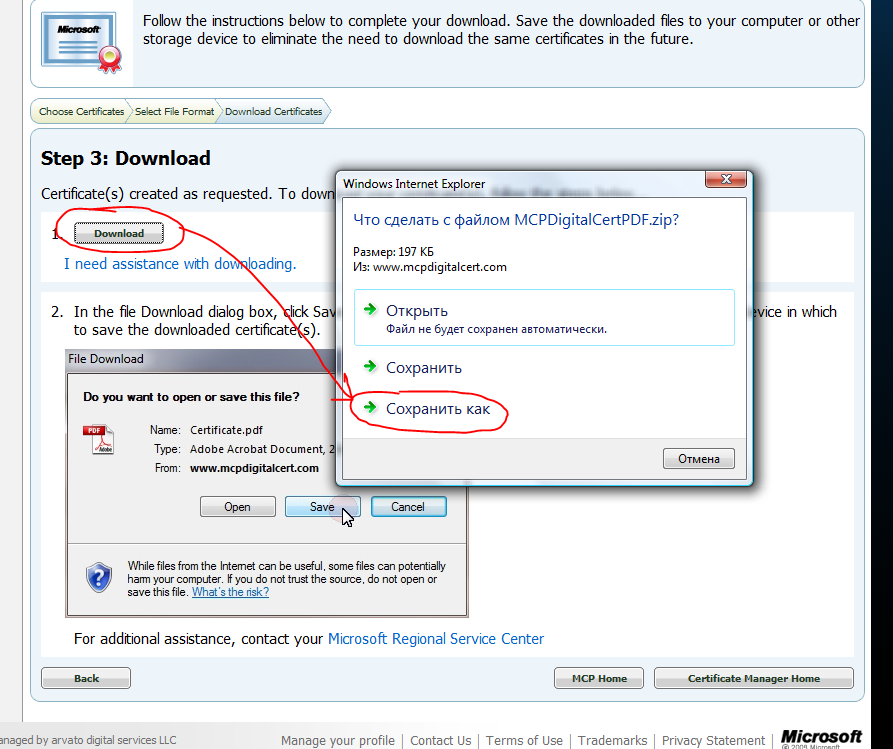 Microsoft
Follow the instructions below to complete your download. Save the downloaded files to your computer or other
storage device to eliminate the need to download the same certificates in the future.
Choose Certificates
Select File Format
Download Certificates
Step 3: Download
Certificate(s) created as requested. To down
1.
Download
I need assistance with downloading.
2. In the file Download dialog box, click Sav
evice in which
to save the downloaded certificate(s).
File Download
Do you want to open or save this file?
PDF
Adobe
Name: Certificate.pdf
Type: Adobe Acrobat Document, 2
From: www.mcpdigitalcert.com
Open
Save
Cancel
While files from the Internet can be useful, some files can potentially
harm your computer. If you do not trust the source, do not open or
save this file. What's the risk?
Windows Internet Explorer
Что сделать с файлом MCPDigitalCertPDF.zip?
Размер: 197 КБ
Из: www.mcpdigitalcert.com
Открыть
Файл не будет сохранен автоматически.
Сохранить
Сохранить как
Отмена
For additional assistance, contact your Microsoft Regional Service Center
Back
MCP Home
Certificate Manager Home
anaged by arvato digital services LLC
Manage your profile | Contact Us | Terms of Use | Trademarks | Privacy Statement |
Microsoft
© 2009 Microsoft